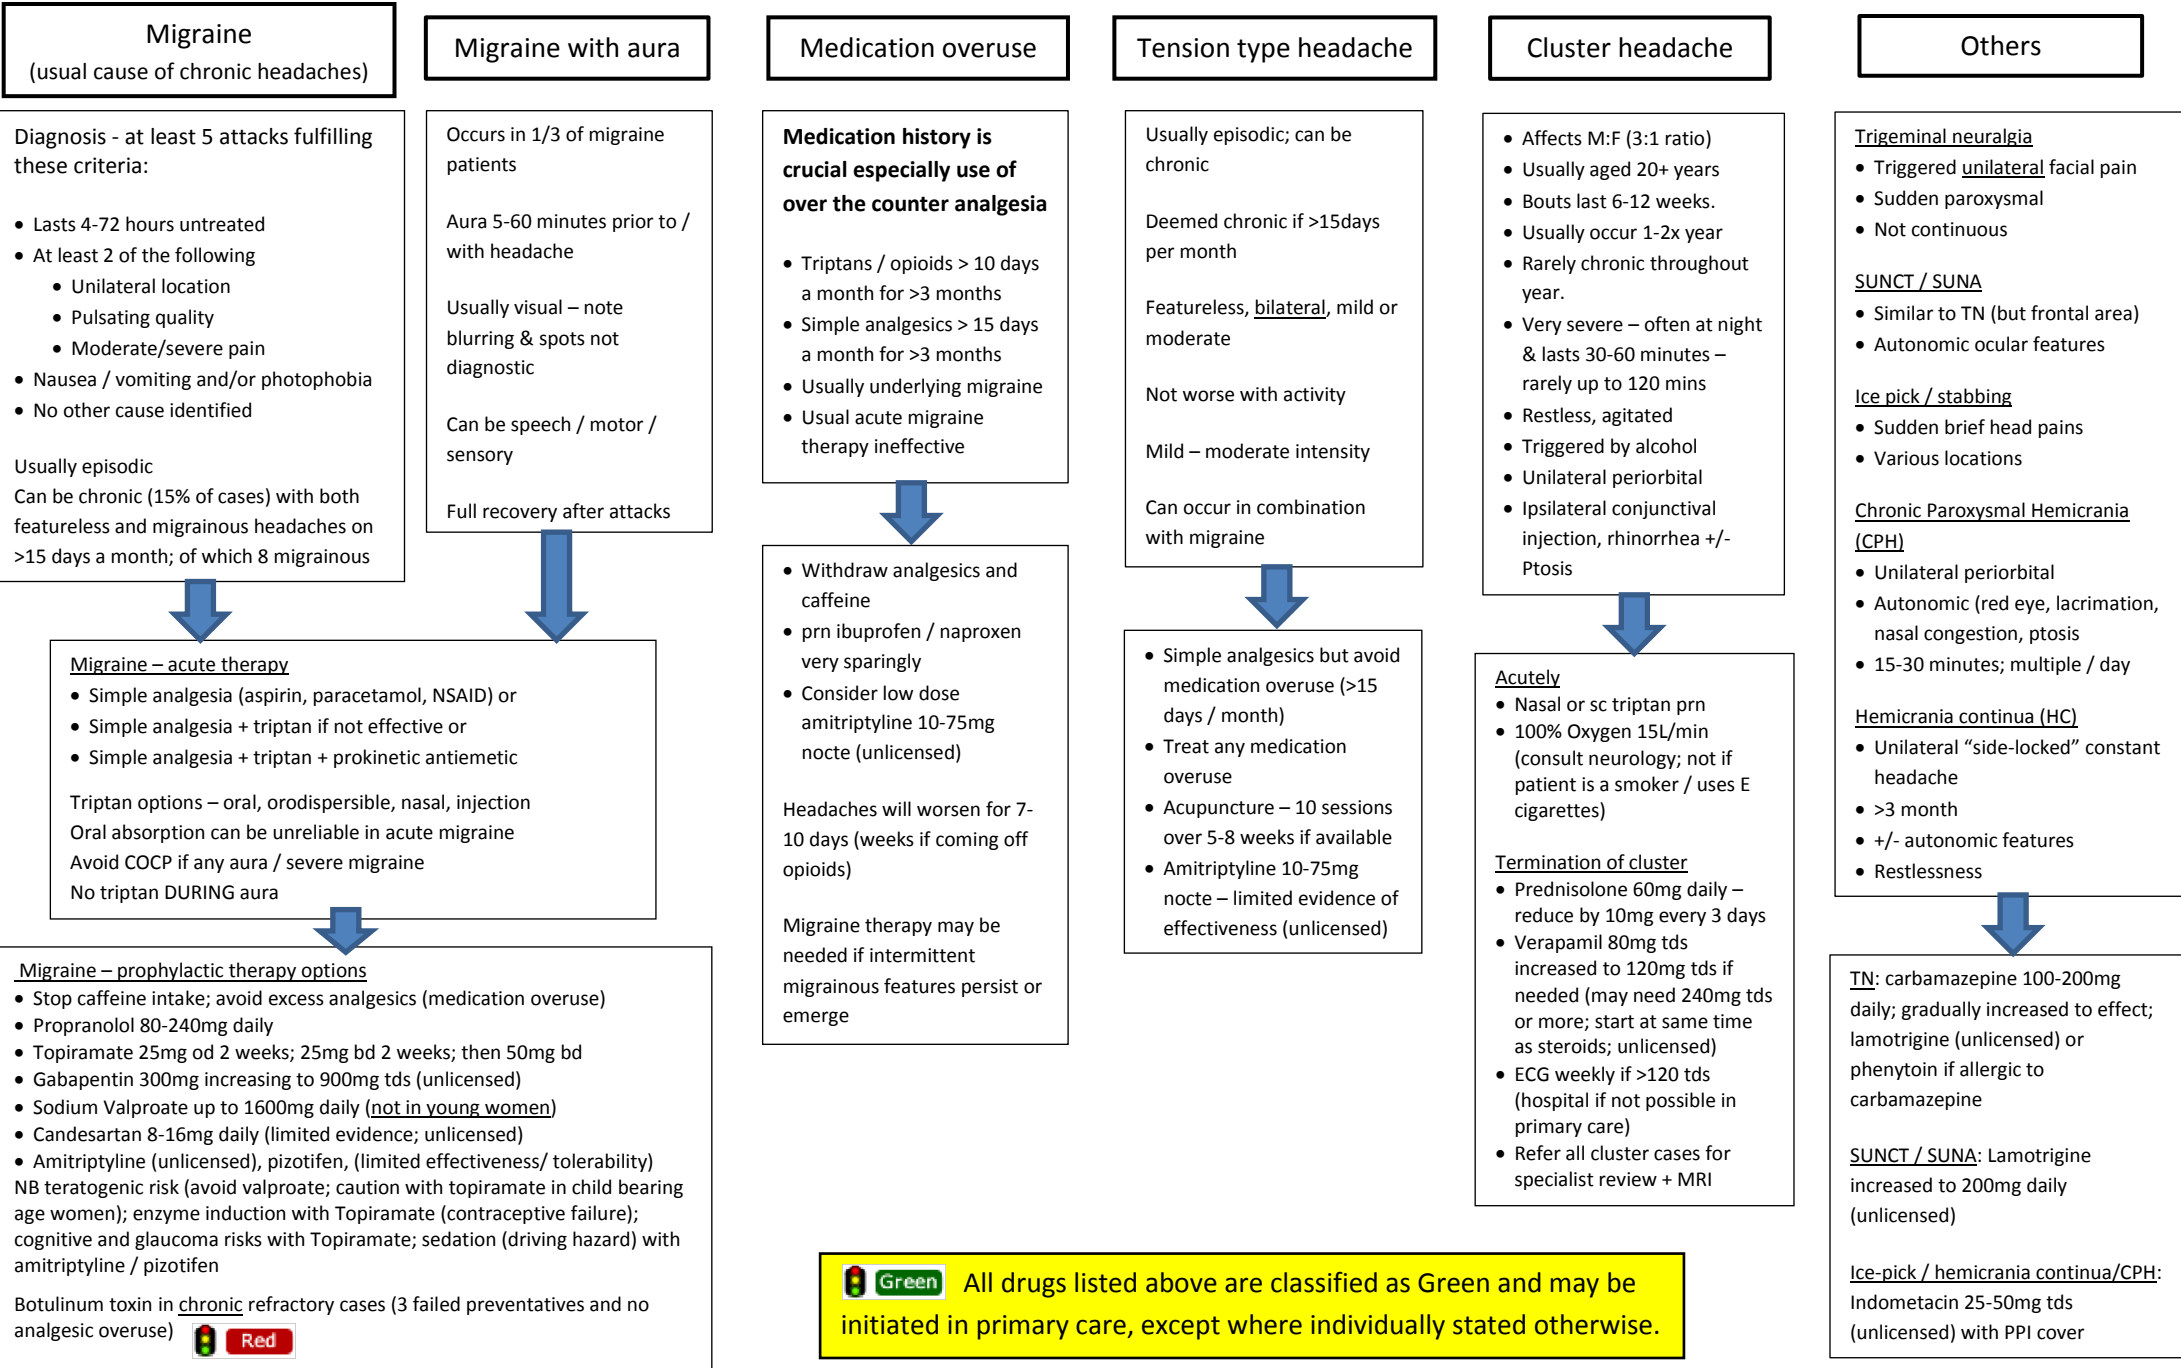 Migraine
(usual cause of chronic headaches)
Diagnosis - at least 5 attacks fulfilling
these criteria:
• Lasts 4-72 hours untreated
• At least 2 of the following
• Unilateral location
• Pulsating quality
• Moderate/severe pain
• Nausea / vomiting and/or photophobia
• No other cause identified
Usually episodic
Can be chronic (15% of cases) with both
featureless and migrainous headaches on
>15 days a month; of which 8 migrainous
Migraine with aura
Occurs in 1/3 of migraine
patients
Aura 5-60 minutes prior to /
with headache
Usually visual – note
blurring & spots not
diagnostic
Can be speech / motor /
sensory
Full recovery after attacks
Migraine – acute therapy
• Simple analgesia (aspirin, paracetamol, NSAID) or
• Simple analgesia + triptan if not effective or
• Simple analgesia + triptan + prokinetic antiemetic
Triptan options – oral, orodispersible, nasal, injection
Oral absorption can be unreliable in acute migraine
Avoid COCP if any aura / severe migraine
No triptan DURING aura
Migraine – prophylactic therapy options
• Stop caffeine intake; avoid excess analgesics (medication overuse)
• Propranolol 80-240mg daily
• Topiramate 25mg od 2 weeks; 25mg bd 2 weeks; then 50mg bd
• Gabapentin 300mg increasing to 900mg tds (unlicensed)
• Sodium Valproate up to 1600mg daily (not in young women)
• Candesartan 8-16mg daily (limited evidence; unlicensed)
• Amitriptyline (unlicensed), pizotifen, (limited effectiveness/ tolerability)
NB teratogenic risk (avoid valproate; caution with topiramate in child bearing
age women); enzyme induction with Topiramate (contraceptive failure);
cognitive and glaucoma risks with Topiramate; sedation (driving hazard) with
amitriptyline / pizotifen
Botulinum toxin in chronic refractory cases (3 failed preventatives and no
analgesic overuse)
Red
Medication overuse
Medication history is
crucial especially use of
over the counter analgesia
• Triptans / opioids > 10 days
a month for >3 months
• Simple analgesics > 15 days
a month for >3 months
• Usually underlying migraine
• Usual acute migraine
therapy ineffective
• Withdraw analgesics and
caffeine
• prn ibuprofen / naproxen
very sparingly
• Consider low dose
amitriptyline 10-75mg
nocte (unlicensed)
Headaches will worsen for 7-
10 days (weeks if coming off
opioids)
Migraine therapy may be
needed if intermittent
migrainous features persist or
emerge
Tension type headache
Usually episodic; can be
chronic
Deemed chronic if >15days
per month
Featureless, bilateral, mild or
moderate
Not worse with activity
Mild – moderate intensity
Can occur in combination
with migraine
• Simple analgesics but avoid
medication overuse (>15
days / month)
• Treat any medication
overuse
• Acupuncture – 10 sessions
over 5-8 weeks if available
• Amitriptyline 10-75mg
nocte – limited evidence of
effectiveness (unlicensed)
Cluster headache
• Affects M:F (3:1 ratio)
• Usually aged 20+ years
• Bouts last 6-12 weeks.
• Usually occur 1-2x year
• Rarely chronic throughout
year.
• Very severe – often at night
& lasts 30-60 minutes –
rarely up to 120 mins
• Restless, agitated
• Triggered by alcohol
• Unilateral periorbital
• Ipsilateral conjunctival
injection, rhinorrhea +/-
Ptosis
Acutely
• Nasal or sc triptan prn
• 100% Oxygen 15L/min
(consult neurology; not if
patient is a smoker / uses E
cigarettes)
Termination of cluster
• Prednisolone 60mg daily –
reduce by 10mg every 3 days
• Verapamil 80mg tds
increased to 120mg tds if
needed (may need 240mg tds
or more; start at same time
as steroids; unlicensed)
• ECG weekly if >120 tds
(hospital if not possible in
primary care)
• Refer all cluster cases for
specialist review + MRI
Others
Trigeminal neuralgia
• Triggered unilateral facial pain
• Sudden paroxysmal
• Not continuous
SUNCT / SUNA
• Similar to TN (but frontal area)
• Autonomic ocular features
Ice pick / stabbing
• Sudden brief head pains
• Various locations
Chronic Paroxysmal Hemicrania
(CPH)
• Unilateral periorbital
• Autonomic (red eye, lacrimation,
nasal congestion, ptosis
• 15-30 minutes; multiple / day
Hemicrania continua (HC)
• Unilateral “side-locked” constant
headache
• >3 month
• +/- autonomic features
• Restlessness
TN: carbamazepine 100-200mg
daily; gradually increased to effect;
lamotrigine (unlicensed) or
phenytoin if allergic to
carbamazepine
SUNCT / SUNA: Lamotrigine
increased to 200mg daily
(unlicensed)
Ice-pick / hemicrania continua/CPH:
Indometacin 25-50mg tds
(unlicensed) with PPI cover
Green All drugs listed above are classified as Green and may be
initiated in primary care, except where individually stated otherwise.